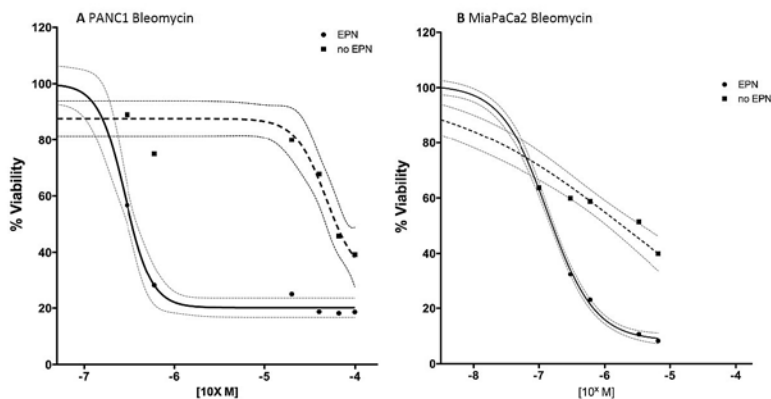 A PANC1 Bleomycin
EPN
no EPN
120
100
80
60
40
20
0
% Viability
-7
-6
-5
-4
[10X M]
B MiaPaCa2 Bleomycin
EPN
no EPN
120
100
80
60
40
20
0
% Viability
-8
-7
-6
-5
-4
[10ˣ M]